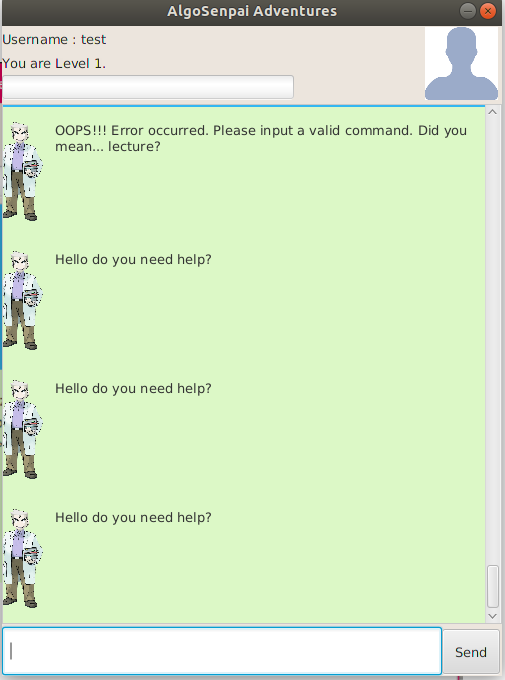 AlgoSenpai Adventures
Username : test
You are Level 1.
OOPS!!! Error occurred. Please input a valid command. Did you
mean... lecture?
Hello do you need help?
Hello do you need help?
Hello do you need help?
Send